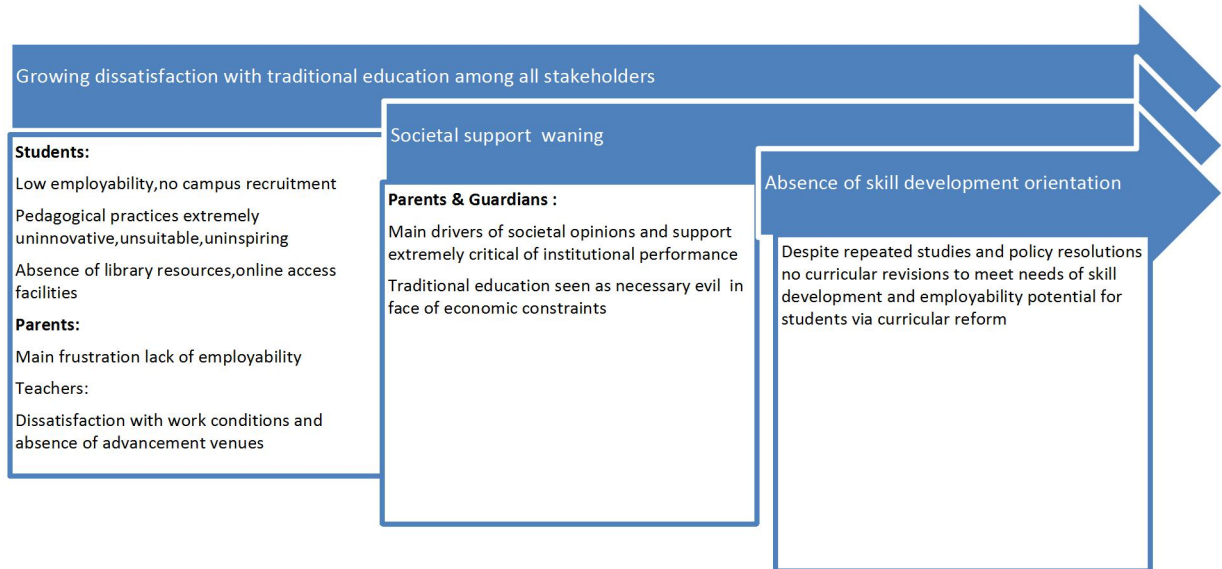 Growing dissatisfaction with traditional education among all stakeholders
Students:
Low employability,no campus recruitment
Pedagogical practices extremely
uninnovative,unsuitable,uninspiring
Absence of library resources,online access
facilities
Parents:
Main frustration lack of employability
Teachers:
Dissatisfaction with work conditions and
absence of advancement venues
Societal support waning
Parents & Guardians :
Main drivers of societal opinions and support
extremely critical of institutional performance
Traditional education seen as necessary evil in
face of economic constraints
Absence of skill development orientation
Despite repeated studies and policy resolutions
no curricular revisions to meet needs of skill
development and employability potential for
students via curricular reform